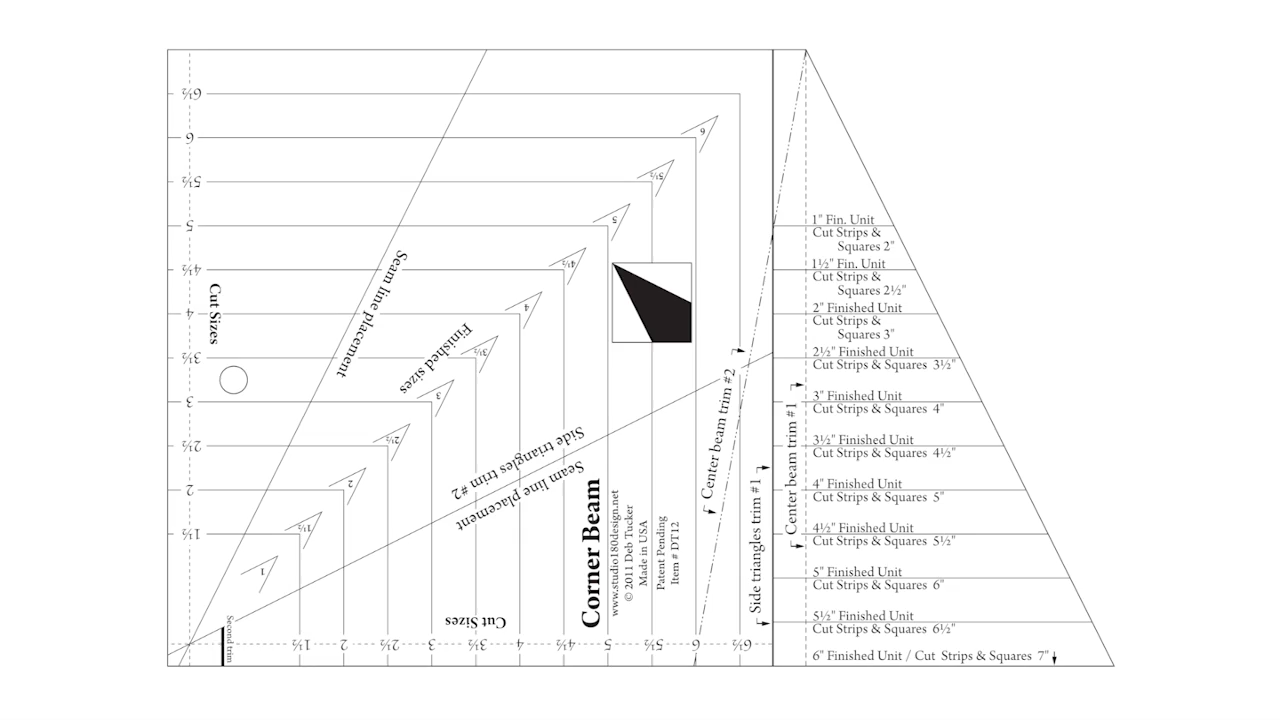 6½
6
5½
5
4½
4
3½
3
2½
2
1½
Cut Sizes
Seam line placement
Finished sizes
6
5½
5
4½
4
3½
3
2½
2
1½
1
Side triangles trim #2
Seam line placement
Second trim
Cut Sizes
1½
2
2½
3
3½
4
4½
5
5½
6
6½
Corner Beam
www.studio180design.net
© 2011 Deb Tucker
Made in USA
Patent Pending
Item # DT12
Center beam trim #2
Side triangles trim #1
Center beam trim #1
1" Fin. Unit
Cut Strips &
Squares 2"
1½" Fin. Unit
Cut Strips &
Squares 2½"
2" Finished Unit
Cut Strips &
Squares 3"
2½" Finished Unit
Cut Strips & Squares 3½"
3" Finished Unit
Cut Strips & Squares 4"
3½" Finished Unit
Cut Strips & Squares 4½"
4" Finished Unit
Cut Strips & Squares 5"
4½" Finished Unit
Cut Strips & Squares 5½"
5" Finished Unit
Cut Strips & Squares 6"
5½" Finished Unit
Cut Strips & Squares 6½"
6" Finished Unit / Cut Strips & Squares 7"